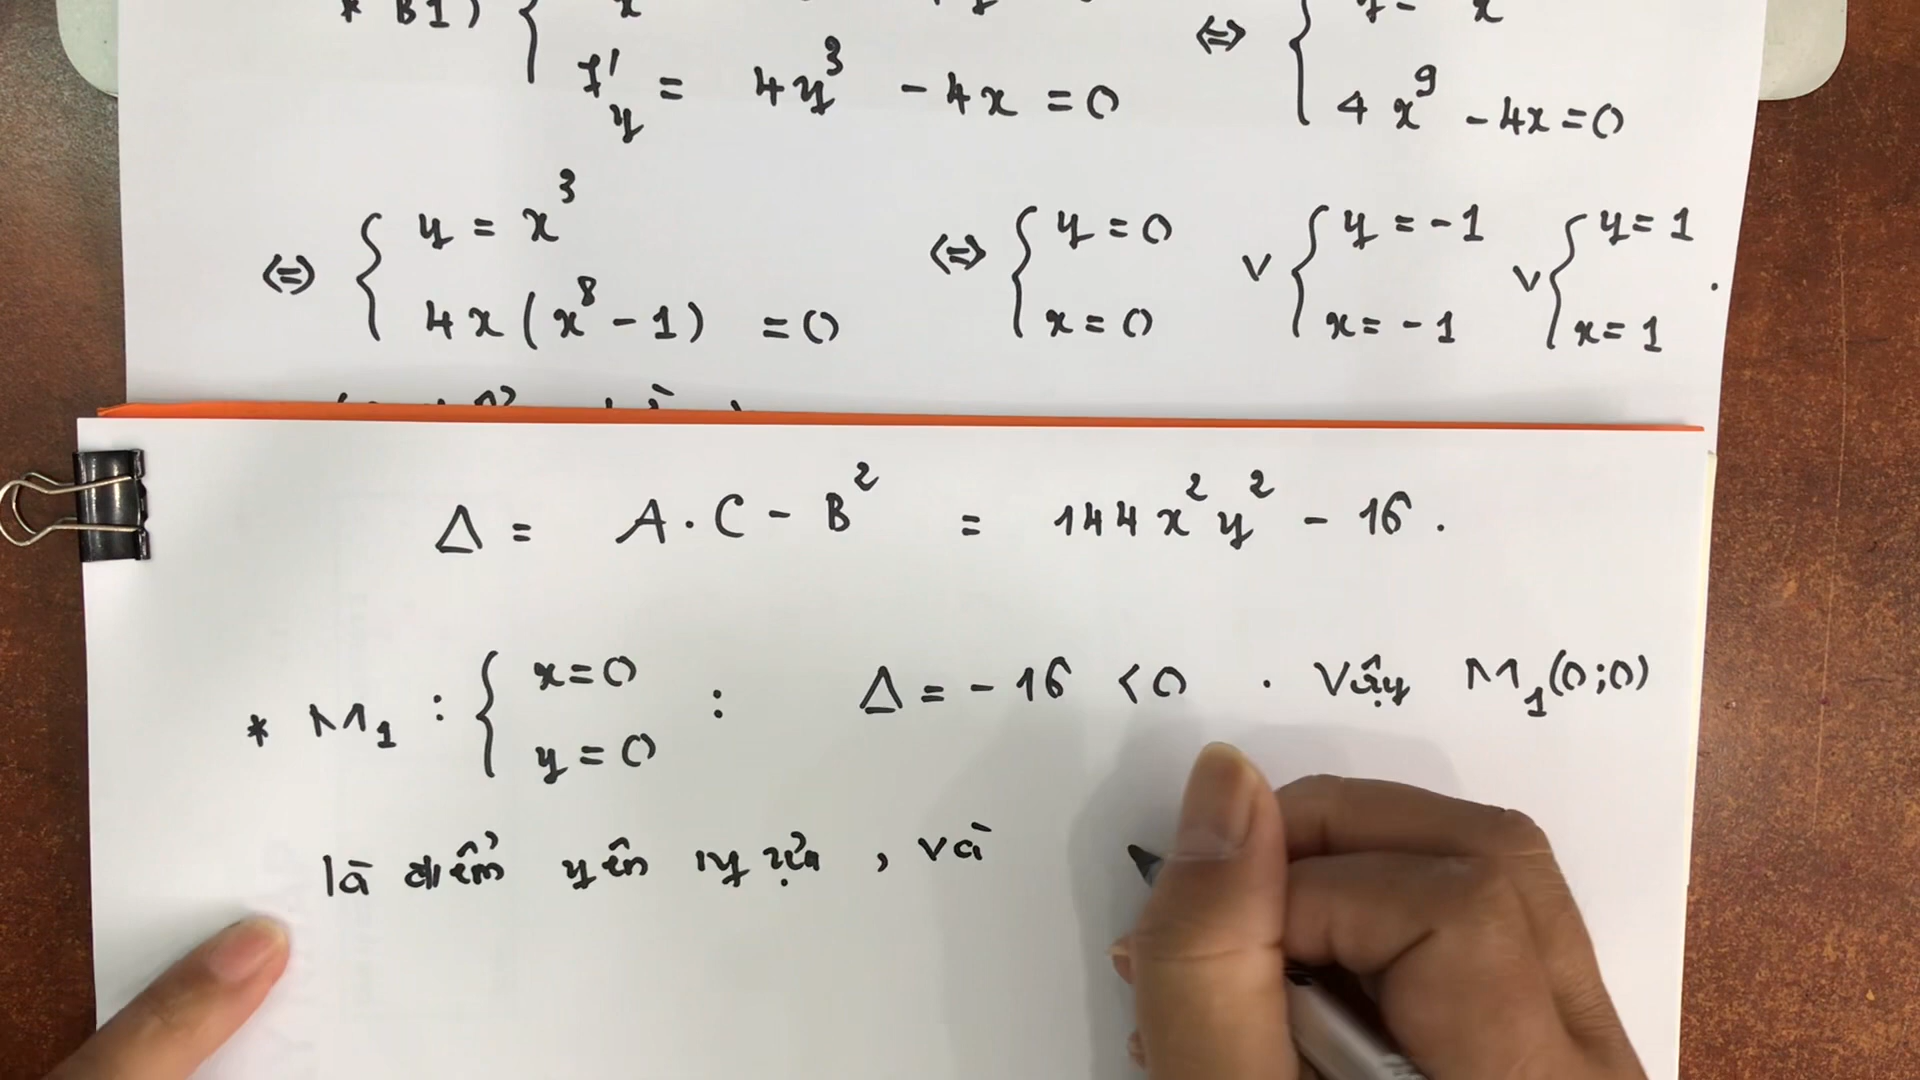 * B1)
f'y = 4y³ - 4x = 0 ⇔ { 4x⁹ - 4x = 0
⇔ { y = x³ ⇔ { y = 0 ∨ { y = -1 ∨ { y = 1 .
4x(x⁸ - 1) = 0 x = 0 x = -1 x = 1
Δ = A.C - B² = 144x²y² - 16 .
* M₁ : { x = 0 y = 0 : Δ = -16 < 0 . Vậy M₁(0;0)
là điểm yên ngựa , và